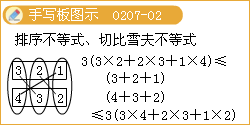 手写板图示 0207-02
排序不等式、切比雪夫不等式
3(3×2+2×3+1×4)≤
3 2 1
(3+2+1)
4 3 2
(4+3+2)
≤3(3×4+2×3+1×2)